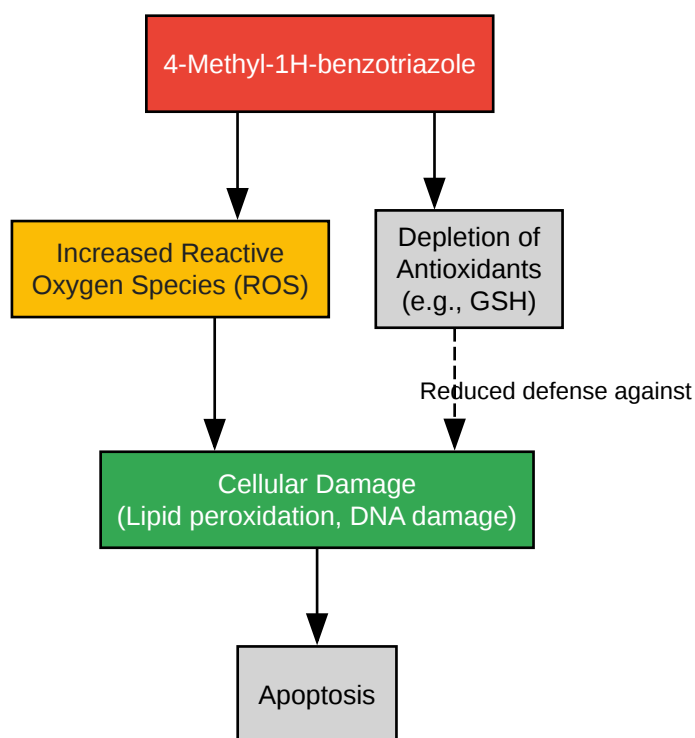 4-Methyl-1H-benzotriazole
Increased Reactive
Oxygen Species (ROS)
Depletion of
Antioxidants
(e.g., GSH)
Reduced defense against
Cellular Damage
(Lipid peroxidation, DNA damage)
Apoptosis